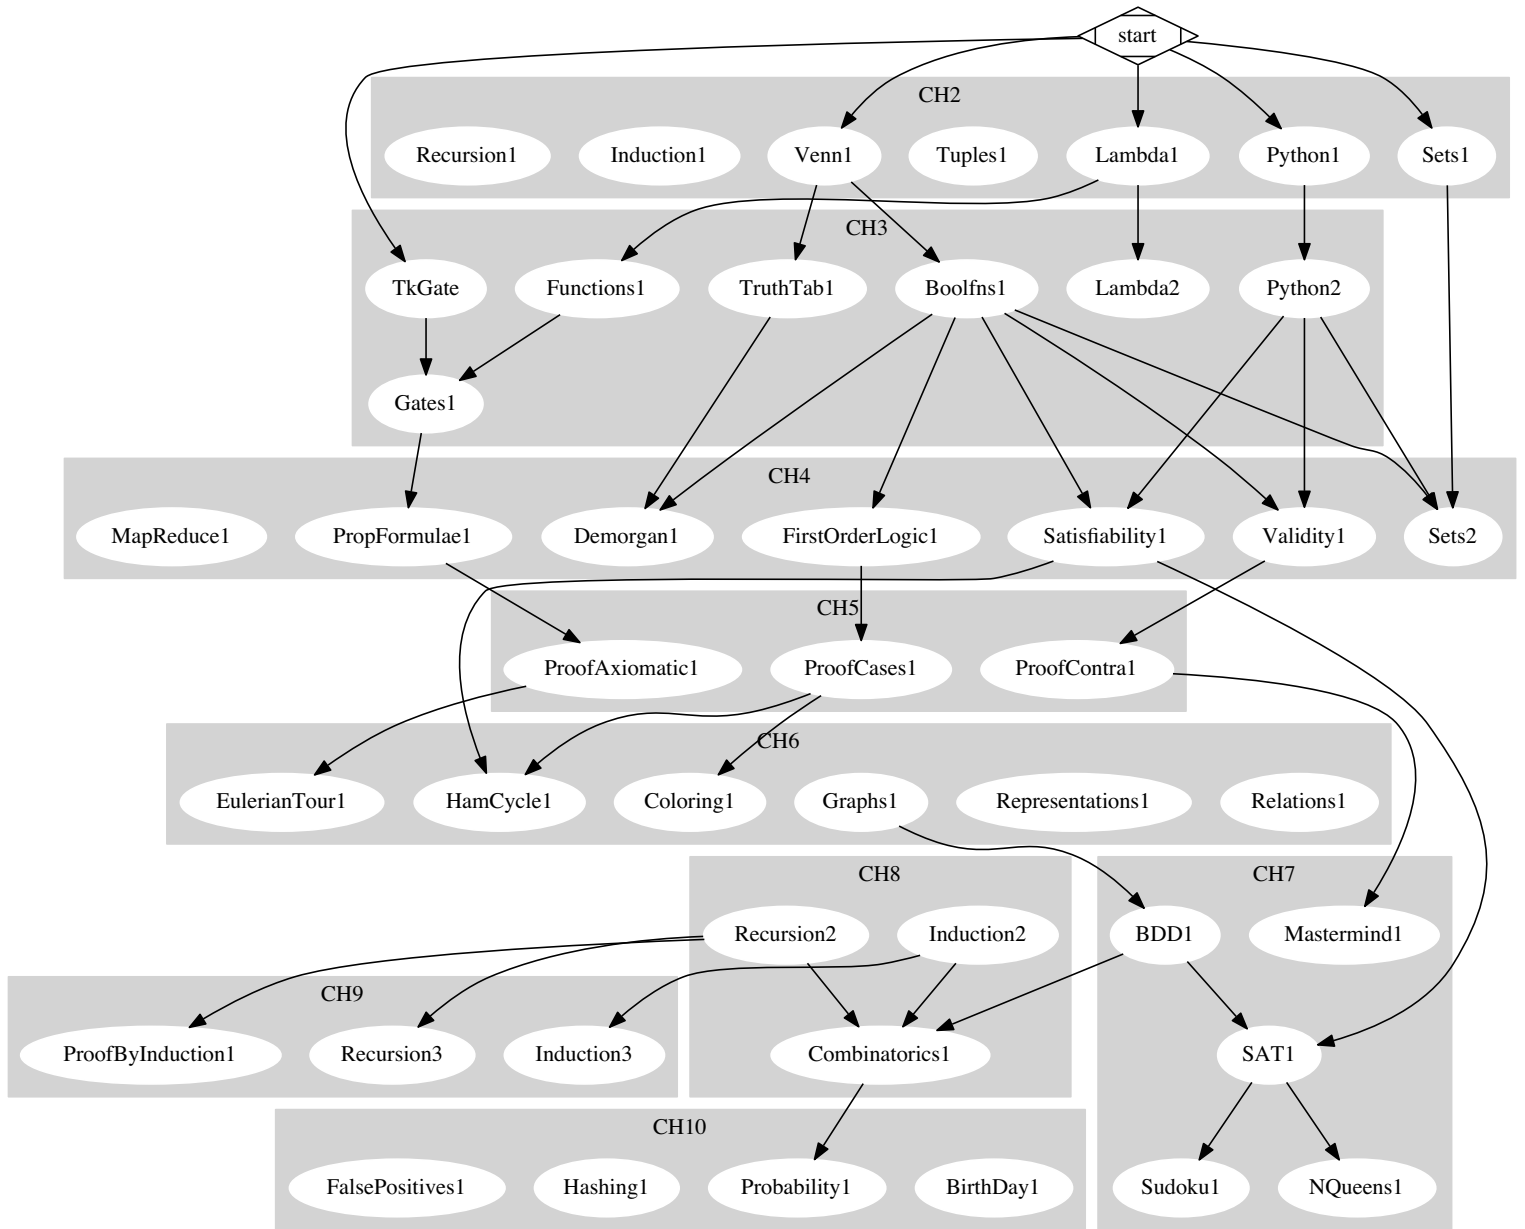 start
CH2
Recursion1
Induction1
Venn1
Tuples1
Lambda1
Python1
Sets1
CH3
TkGate
Functions1
TruthTab1
Boolfns1
Lambda2
Python2
Gates1
CH4
MapReduce1
PropFormulae1
Demorgan1
FirstOrderLogic1
Satisfiability1
Validity1
Sets2
CH5
ProofAxiomatic1
ProofCases1
ProofContra1
CH6
EulerianTour1
HamCycle1
Coloring1
Graphs1
Representations1
Relations1
CH8
CH7
Recursion2
Induction2
BDD1
Mastermind1
CH9
ProofByInduction1
Recursion3
Induction3
Combinatorics1
SAT1
CH10
FalsePositives1
Hashing1
Probability1
BirthDay1
Sudoku1
NQueens1